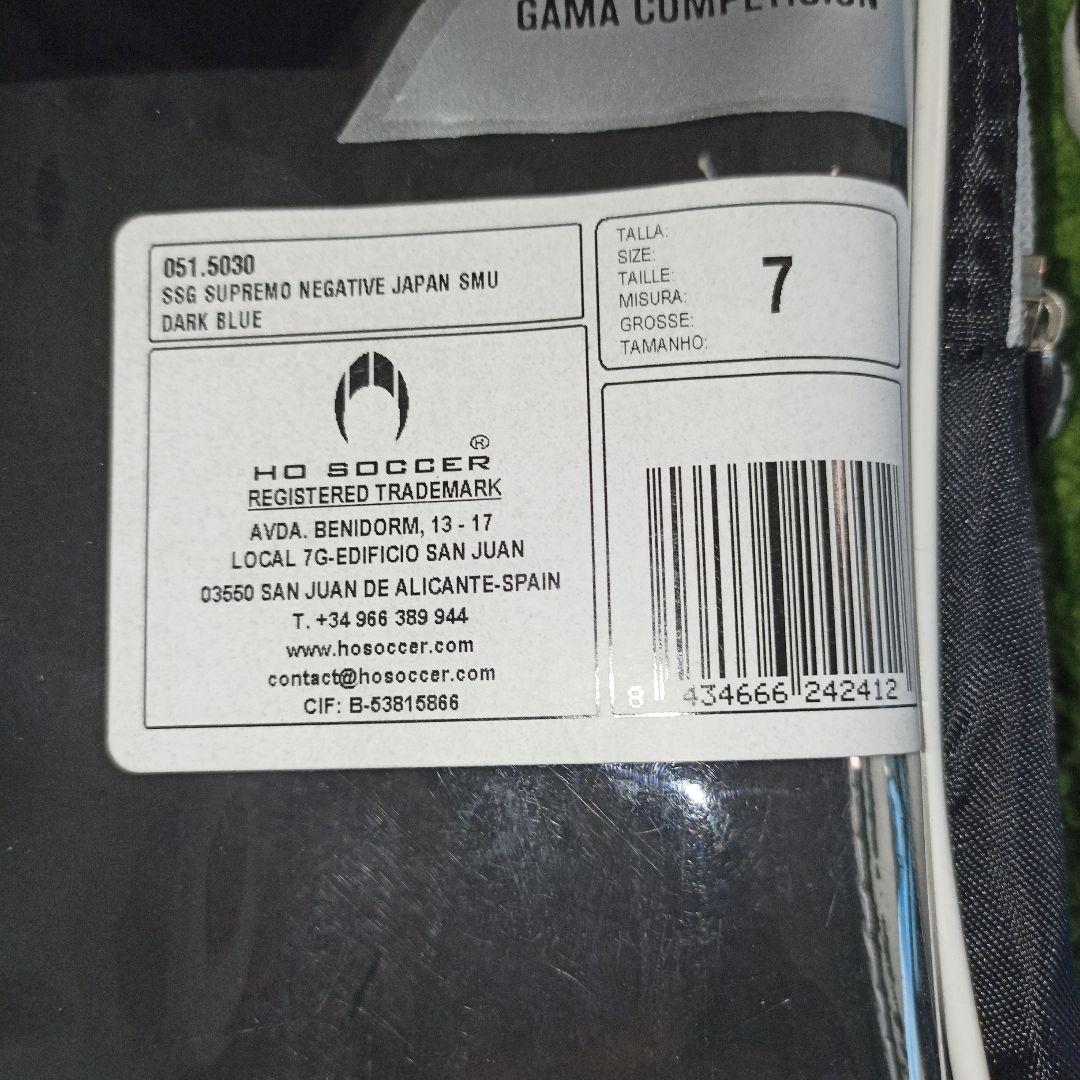 GAMA COMPETICIÓN
051.5030
SSG SUPREMO NEGATIVE JAPAN SMU
DARK BLUE
TALLA:
SIZE:
TAILLE:
MISURA:
GROSSE:
TAMANHO:
7
HO SOCCER®
REGISTERED TRADEMARK
AVDA. BENIDORM, 13 - 17
LOCAL 7G-EDIFICIO SAN JUAN
03550 SAN JUAN DE ALICANTE-SPAIN
T. +34 966 389 944
www.hosoccer.com
contact@hosoccer.com
CIF: B-53815866
8 434666 242412